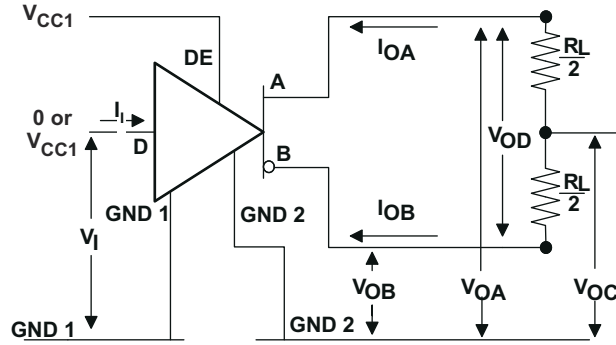 VCC1
DE
IOA
RL
2
A
0 or
VCC1
II
D
VOD
B
RL
2
GND 1
GND 2
IOB
VI
VOB
VOA
VOC
GND 1
GND 2